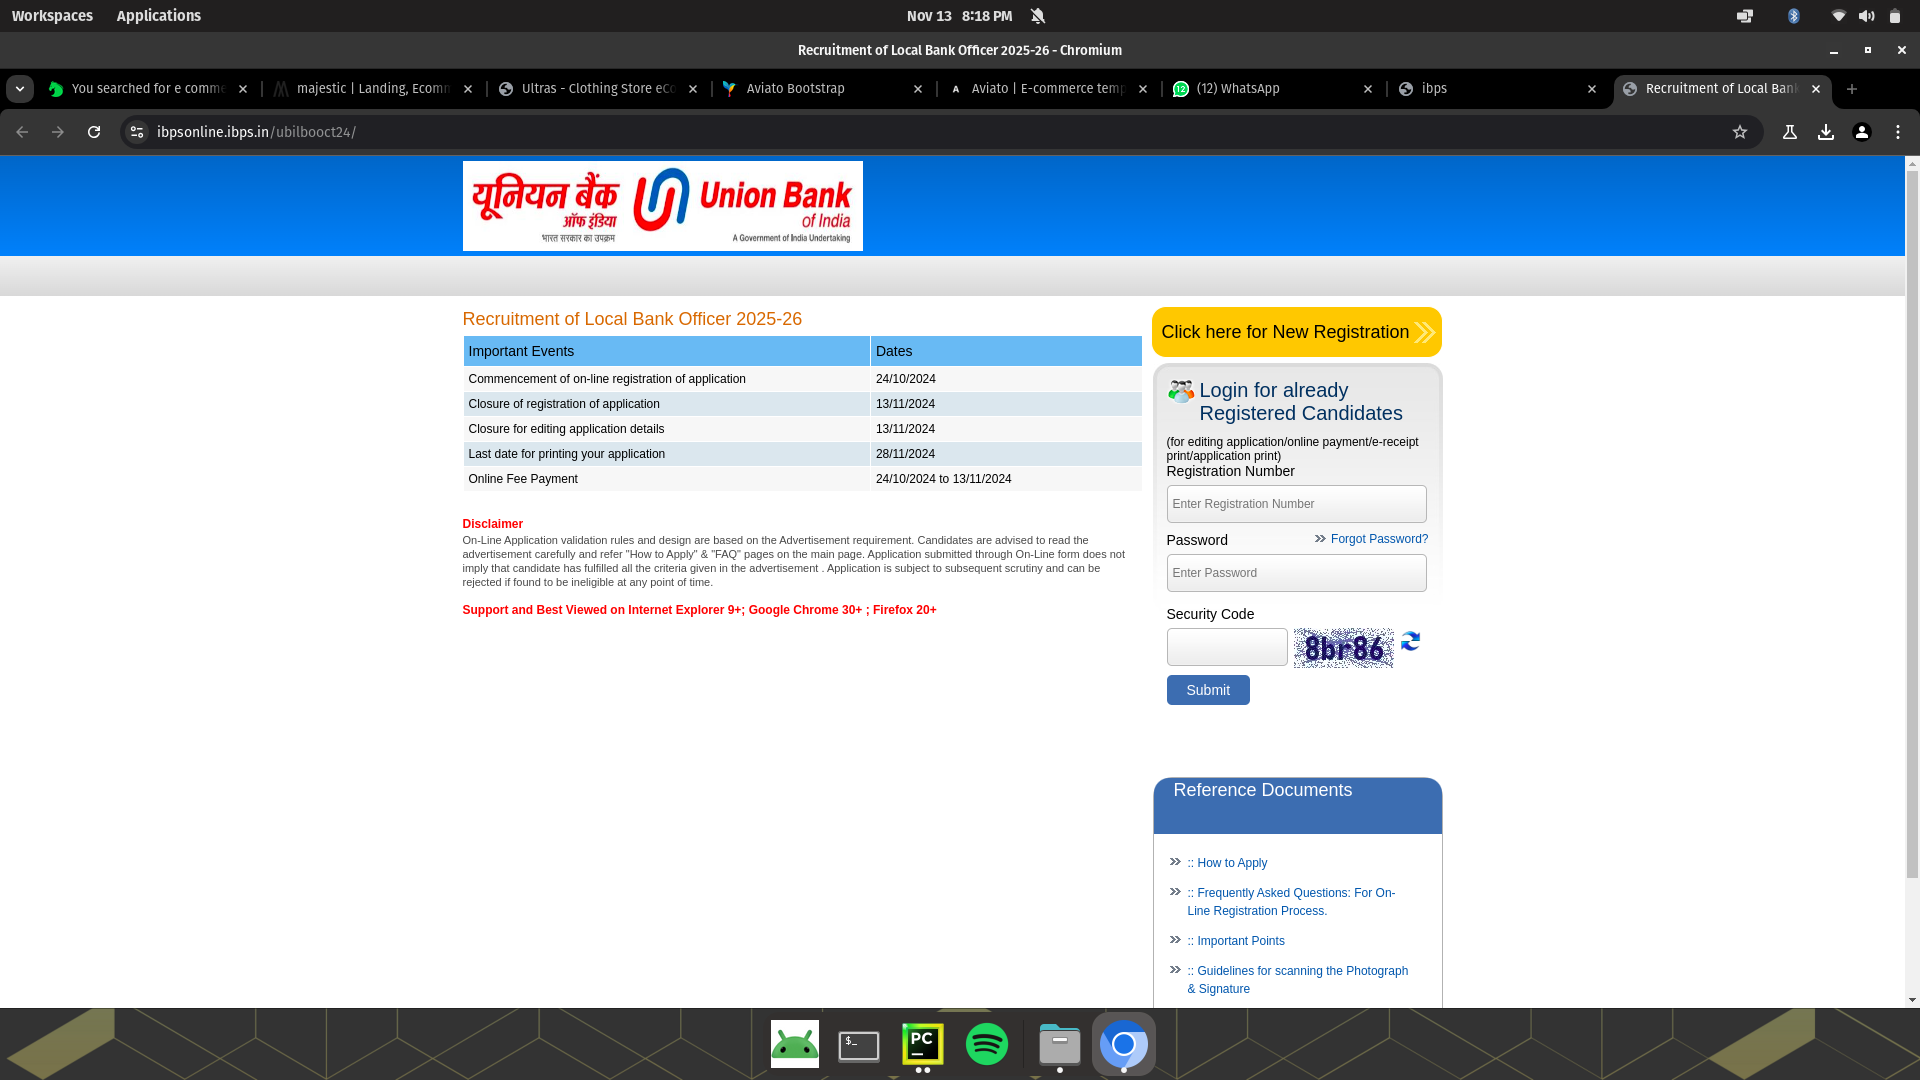 Workspaces Applications Nov 13 8:18 PM
Recruitment of Local Bank Officer 2025-26 - Chromium
You searched for e comme majestic | Landing, Ecomm Ultras - Clothing Store eCo Aviato Bootstrap Aviato | E-commerce temp (12) WhatsApp ibps Recruitment of Local Bank
ibpsonline.ibps.in/ubilbooct24/
यूनियन बैंक Union Bank
ऑफ इंडिया of India
भारत सरकार का उपक्रम A Government of India Undertaking
Recruitment of Local Bank Officer 2025-26
Important Events Dates
Commencement of on-line registration of application 24/10/2024
Closure of registration of application 13/11/2024
Closure for editing application details 13/11/2024
Last date for printing your application 28/11/2024
Online Fee Payment 24/10/2024 to 13/11/2024
Disclaimer
On-Line Application validation rules and design are based on the Advertisement requirement. Candidates are advised to read the
advertisement carefully and refer "How to Apply" & "FAQ" pages on the main page. Application submitted through On-Line form does not
imply that candidate has fulfilled all the criteria given in the advertisement . Application is subject to subsequent scrutiny and can be
rejected if found to be ineligible at any point of time.
Support and Best Viewed on Internet Explorer 9+; Google Chrome 30+ ; Firefox 20+
Click here for New Registration
Login for already
Registered Candidates
(for editing application/online payment/e-receipt
print/application print)
Registration Number
Enter Registration Number
Password Forgot Password?
Enter Password
Security Code
8br86
Submit
Reference Documents
:: How to Apply
:: Frequently Asked Questions: For On-
Line Registration Process.
:: Important Points
:: Guidelines for scanning the Photograph
& Signature
$_ PC